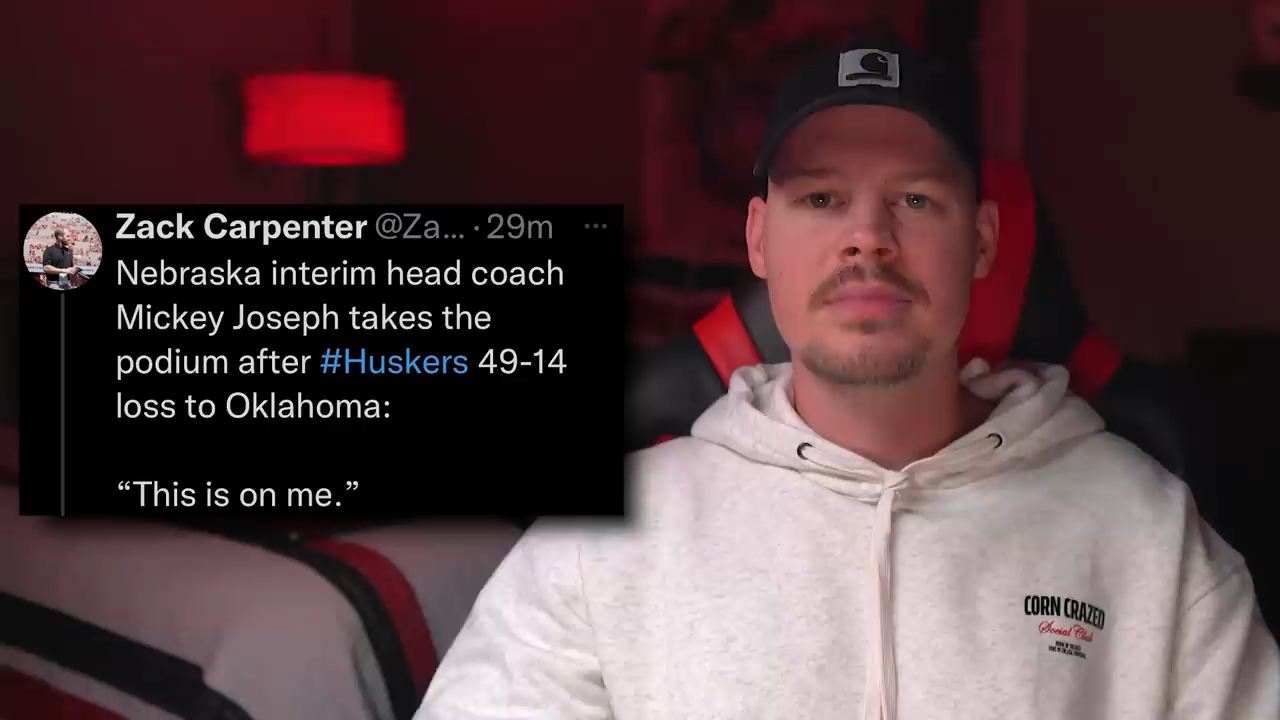 Zack Carpenter @Za... · 29m ...
Nebraska interim head coach
Mickey Joseph takes the
podium after #Huskers 49-14
loss to Oklahoma:
“This is on me.”
CORN CRAZED
Social Club